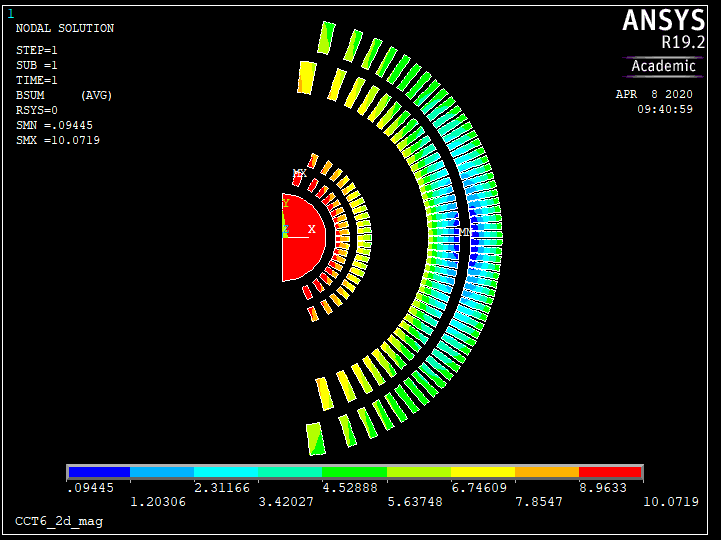 1
NODAL SOLUTION
STEP=1
SUB =1
TIME=1
BSUM     (AVG)
RSYS=0
SMN =.09445
SMX =10.0719
ANSYS
R19.2
Academic
APR  8 2020
09:40:59
MX
Y
X
MN
.09445
1.20306
2.31166
3.42027
4.52888
5.63748
6.74609
7.8547
8.9633
10.0719
CCT6_2d_mag